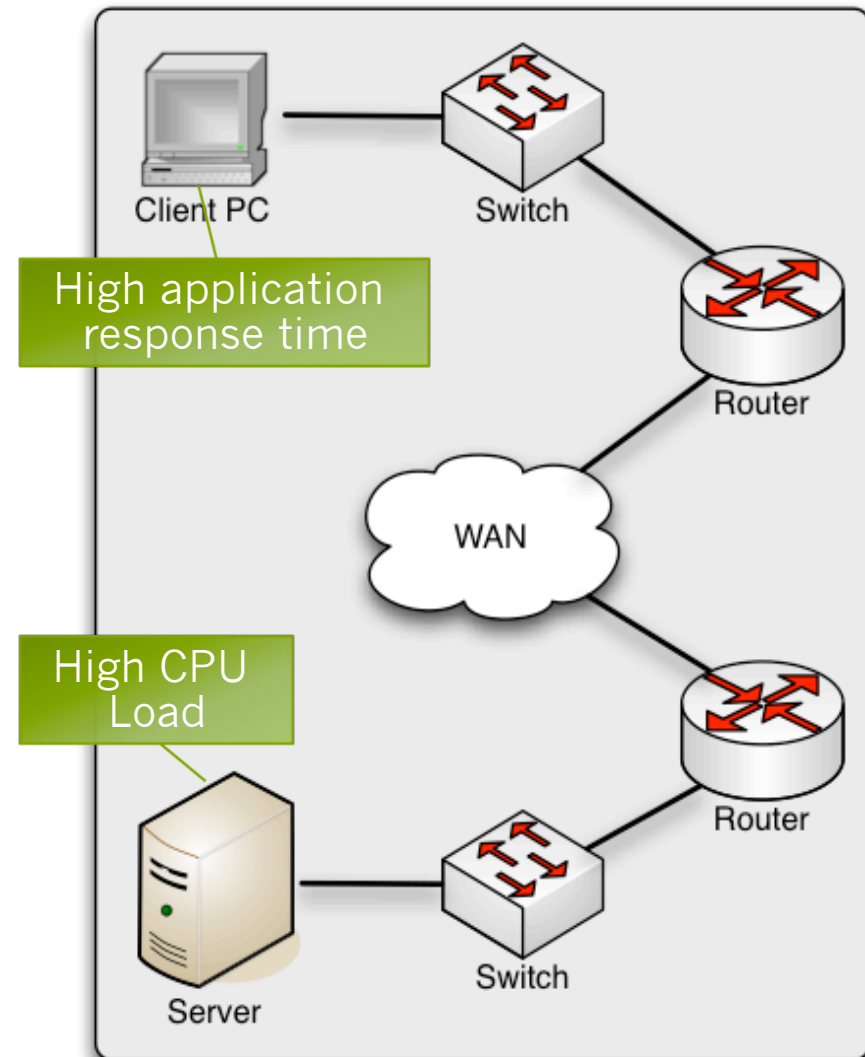 Client PC
Switch
High application
response time
Router
WAN
High CPU
Load
Router
Switch
Server